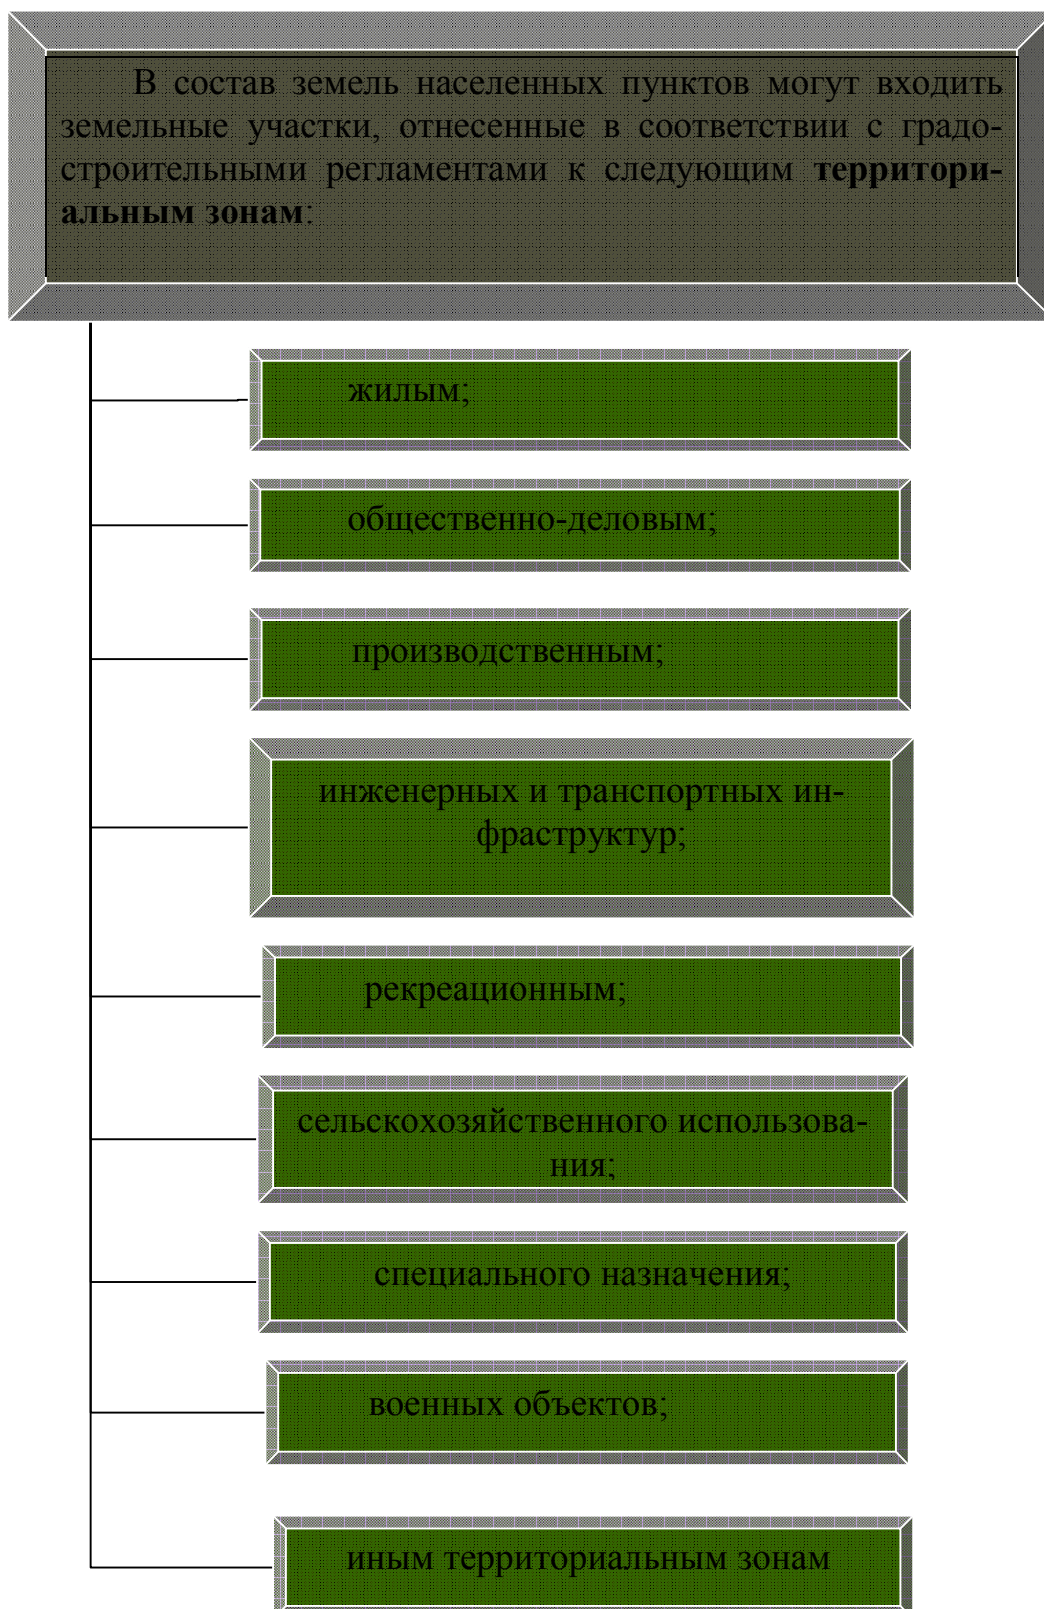 В состав земель населенных пунктов могут входить
земельные участки, отнесенные в соответствии с градо-
строительными регламентами к следующим территори-
альным зонам:
жилым;
общественно-деловым;
производственным;
инженерных и транспортных ин-
фраструктур;
рекреационным;
сельскохозяйственного использова-
ния;
специального назначения;
военных объектов;
иным территориальным зонам